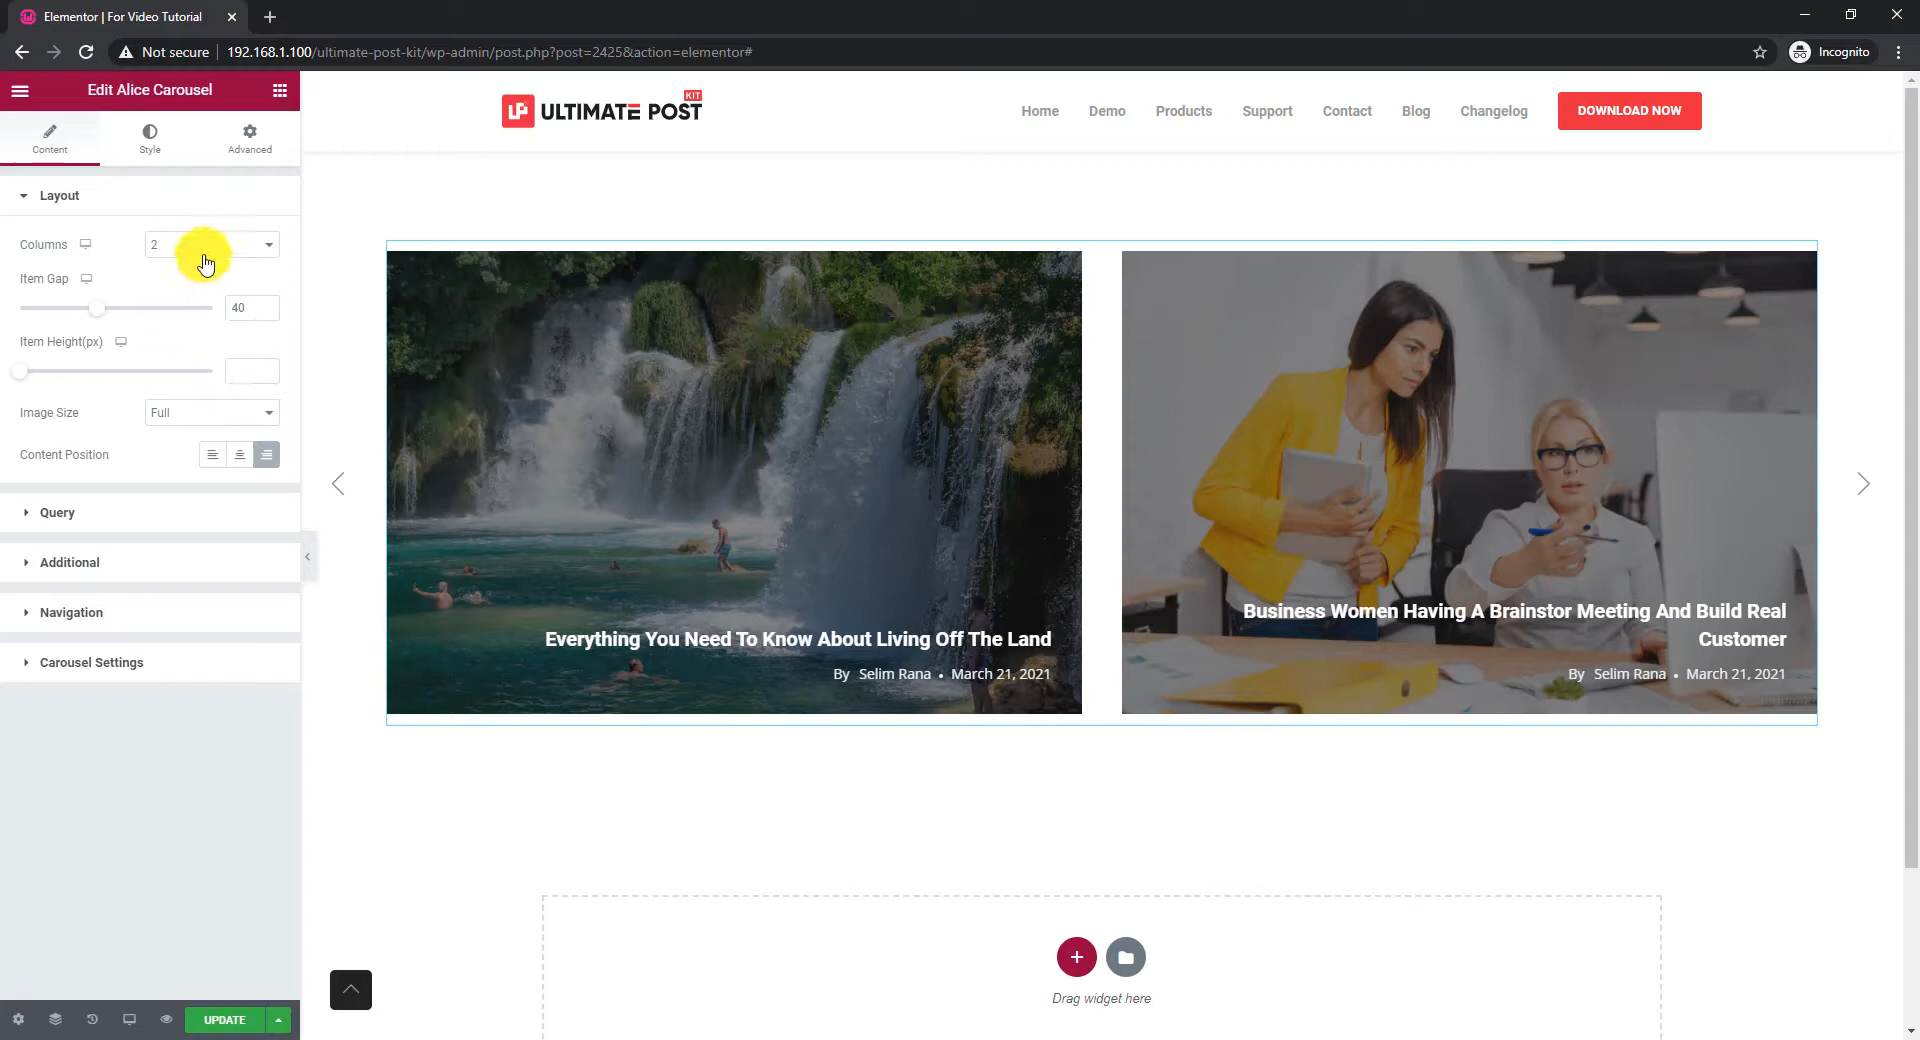 Elementor | For Video Tutorial
Not secure
192.168.1.100/ultimate-post-kit/wp-admin/post.php?post=2425&action=elementor#
Incognito
Edit Alice Carousel
Content
Style
Advanced
Layout
Columns
2
Item Gap
40
Item Height(px)
Image Size
Full
Content Position
Query
Additional
Navigation
Carousel Settings
UPDATE
UP ULTIMATE POST KIT
Home
Demo
Products
Support
Contact
Blog
Changelog
DOWNLOAD NOW
Everything You Need To Know About Living Off The Land
By Selim Rana • March 21, 2021
Business Women Having A Brainstor Meeting And Build Real
Customer
By Selim Rana • March 21, 2021
Drag widget here